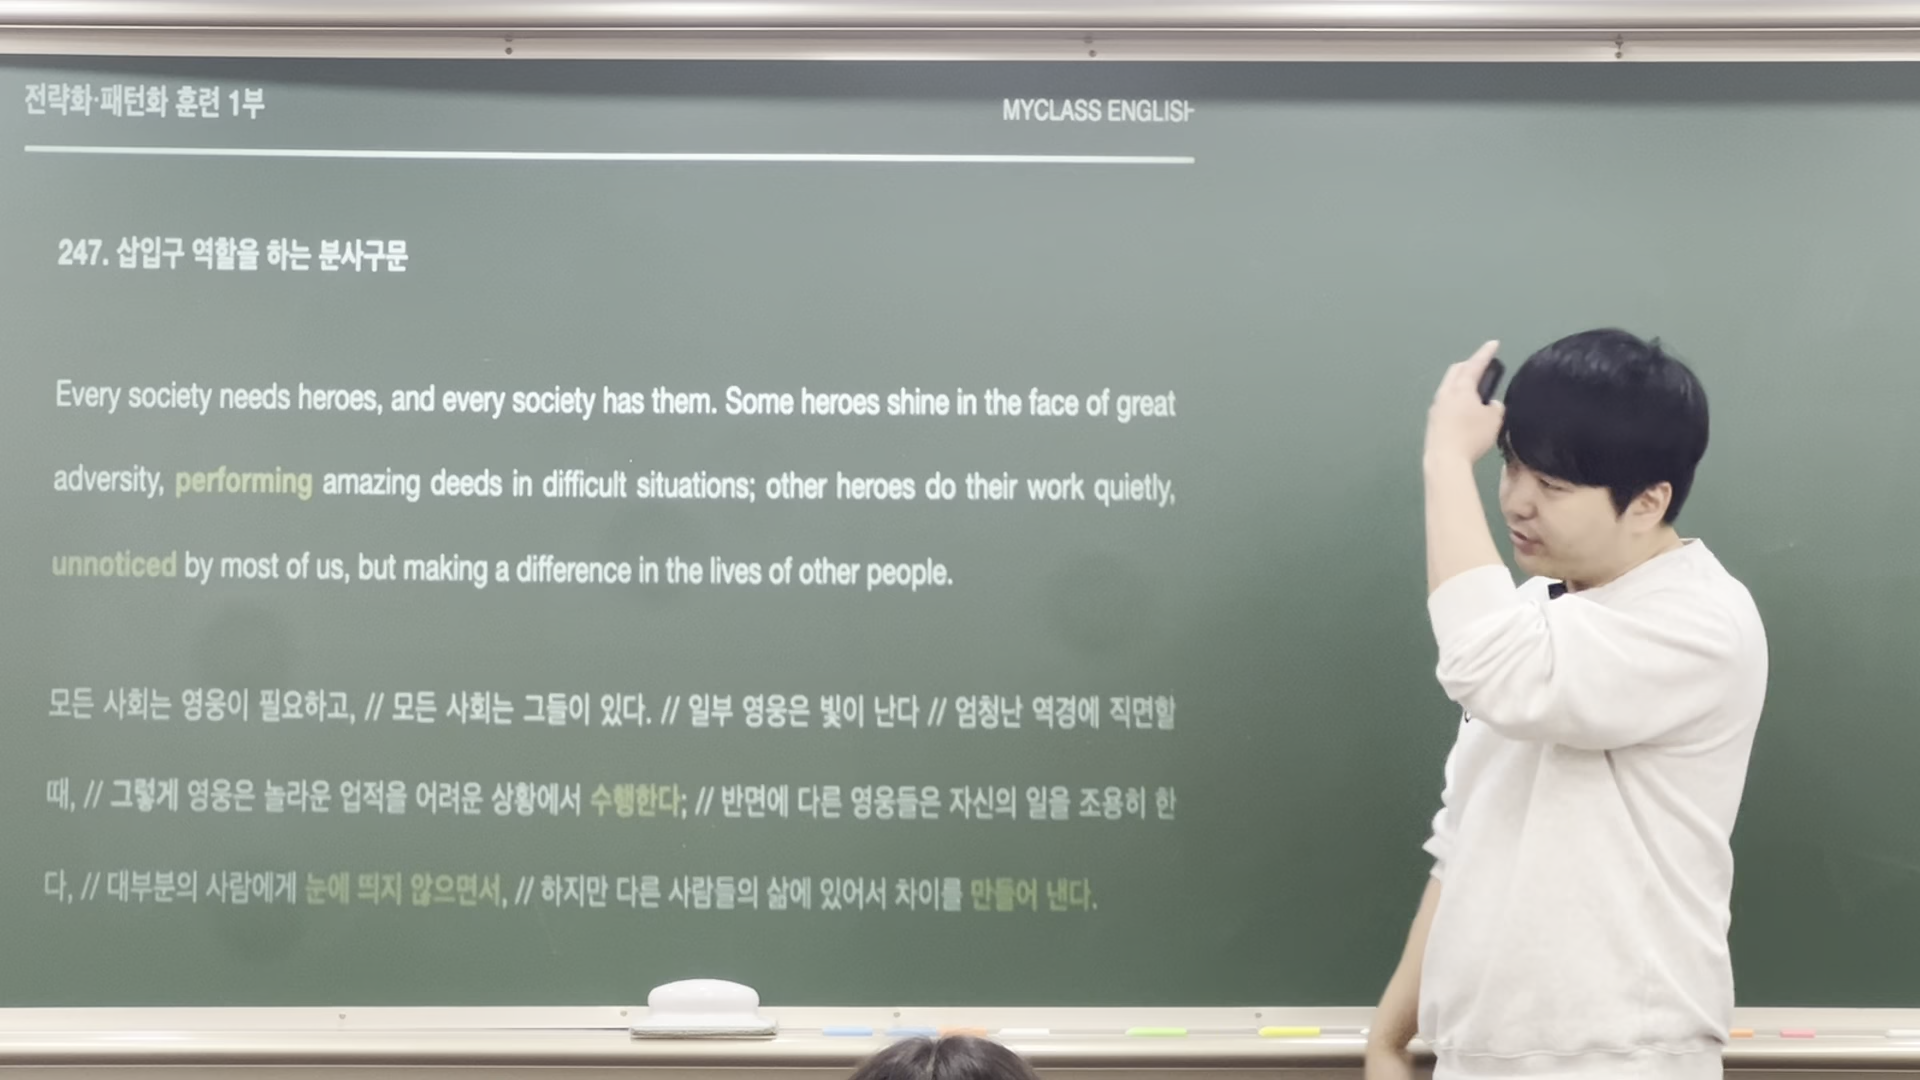 전략화·패턴화 훈련 1부
MYCLASS ENGLISH
247. 삽입구 역할을 하는 분사구문
Every society needs heroes, and every society has them. Some heroes shine in the face of great
adversity, performing amazing deeds in difficult situations; other heroes do their work quietly,
unnoticed by most of us, but making a difference in the lives of other people.
모든 사회는 영웅이 필요하고, // 모든 사회는 그들이 있다. // 일부 영웅은 빛이 난다 // 엄청난 역경에 직면할
때, // 그렇게 영웅은 놀라운 업적을 어려운 상황에서 수행한다; // 반면에 다른 영웅들은 자신의 일을 조용히 한
다, // 대부분의 사람에게 눈에 띄지 않으면서, // 하지만 다른 사람들의 삶에 있어서 차이를 만들어 낸다.